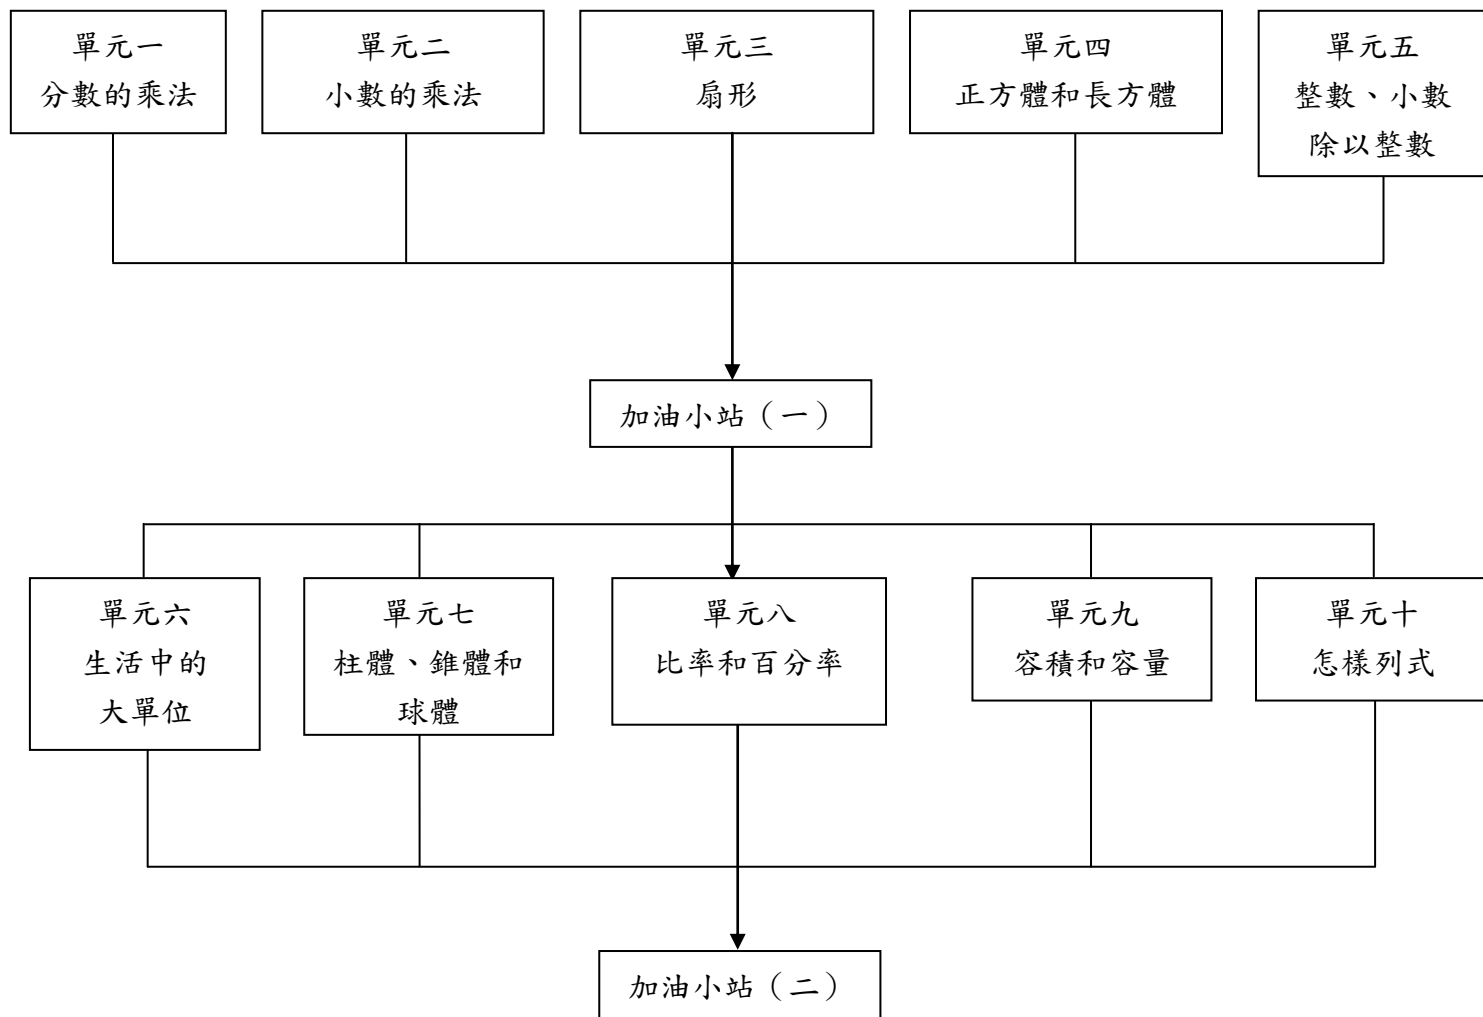 單元一
分數的乘法
單元二
小數的乘法
單元三
扇形
單元四
正方體和長方體
單元五
整數、小數
除以整數
加油小站（一）
單元六
生活中的
大單位
單元七
柱體、錐體和
球體
單元八
比率和百分率
單元九
容積和容量
單元十
怎樣列式
加油小站（二）